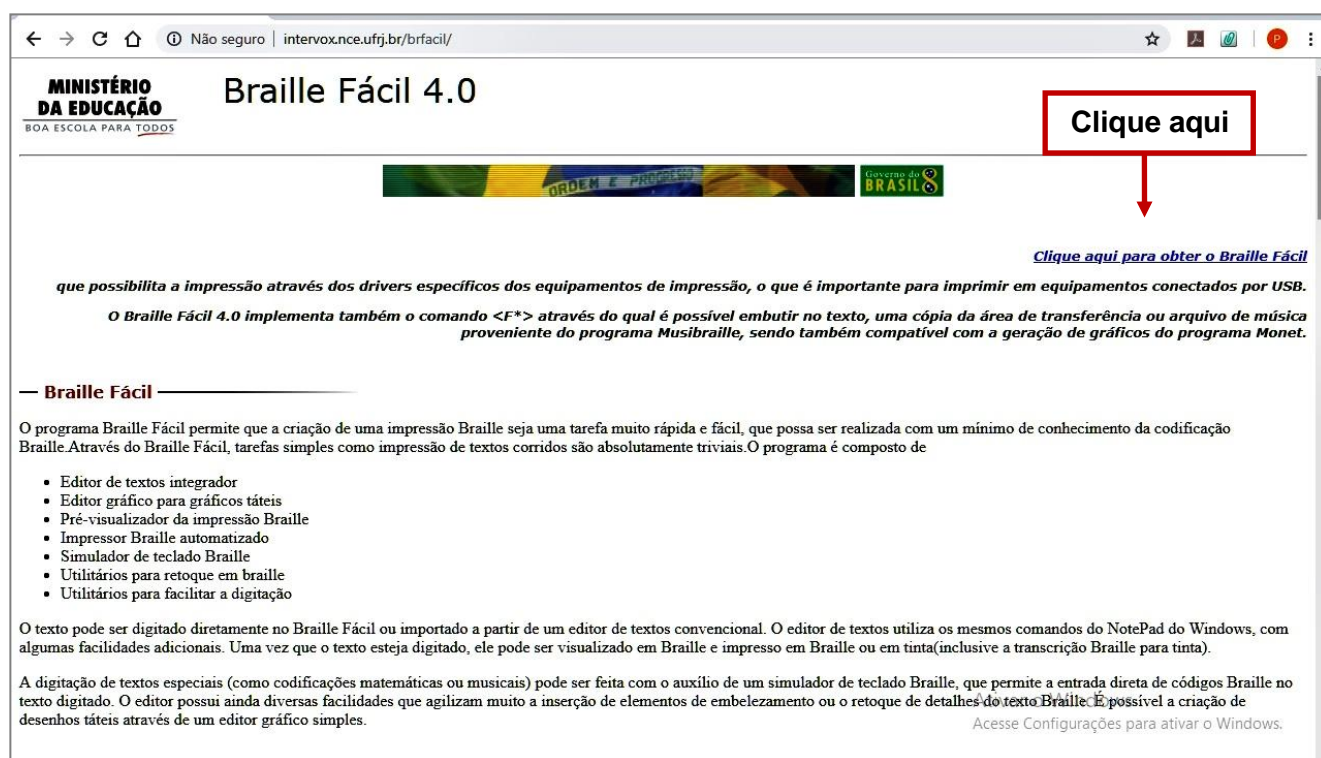 Não seguro | intervox.nce.ufrj.br/brfacil/
P
MINISTÉRIO
DA EDUCAÇÃO
BOA ESCOLA PARA TODOS
Braille Fácil 4.0
Clique aqui
ORDEM E PROGRESSO
Governo do
BRASIL
Clique aqui para obter o Braille Fácil
que possibilita a impressão através dos drivers específicos dos equipamentos de impressão, o que é importante para imprimir em equipamentos conectados por USB.
O Braille Fácil 4.0 implementa também o comando <F*> através do qual é possível embutir no texto, uma cópia da área de transferência ou arquivo de música
proveniente do programa Musibraille, sendo também compatível com a geração de gráficos do programa Monet.
Braille Fácil
O programa Braille Fácil permite que a criação de uma impressão Braille seja uma tarefa muito rápida e fácil, que possa ser realizada com um mínimo de conhecimento da codificação
Braille.Através do Braille Fácil, tarefas simples como impressão de textos corridos são absolutamente triviais.O programa é composto de
• Editor de textos integrador
• Editor gráfico para gráficos táteis
• Pré-visualizador da impressão Braille
• Impressor Braille automatizado
• Simulador de teclado Braille
• Utilitários para retoque em braille
• Utilitários para facilitar a digitação
O texto pode ser digitado diretamente no Braille Fácil ou importado a partir de um editor de textos convencional. O editor de textos utiliza os mesmos comandos do NotePad do Windows, com
algumas facilidades adicionais. Uma vez que o texto esteja digitado, ele pode ser visualizado em Braille e impresso em Braille ou em tinta(inclusive a transcrição Braille para tinta).
A digitação de textos especiais (como codificações matemáticas ou musicais) pode ser feita com o auxílio de um simulador de teclado Braille, que permite a entrada direta de códigos Braille no
texto digitado. O editor possui ainda diversas facilidades que agilizam muito a inserção de elementos de embelezamento ou o retoque de detalhes do texto Braille. É possível a criação de
desenhos táteis através de um editor gráfico simples.
Ativar o Windows
Acesse Configurações para ativar o Windows.